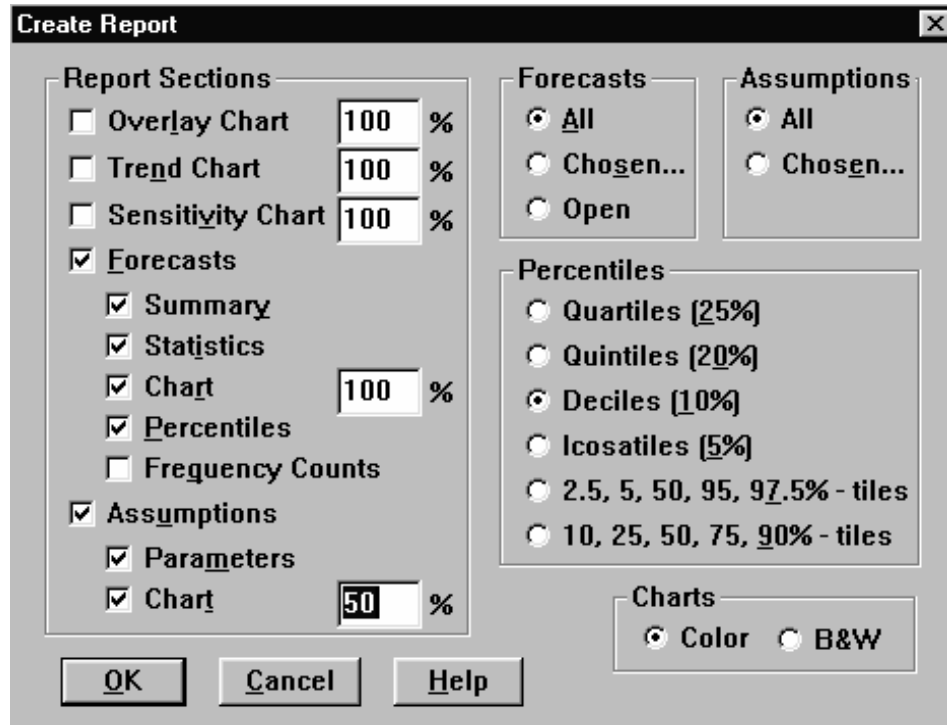 Create Report
Report Sections
Overlay Chart 100 %
Trend Chart 100 %
Sensitivity Chart 100 %
Forecasts
Summary
Statistics
Chart 100 %
Percentiles
Frequency Counts
Assumptions
Parameters
Chart 50 %
Forecasts
All
Chosen...
Open
Assumptions
All
Chosen...
Percentiles
Quartiles (25%)
Quintiles (20%)
Deciles (10%)
Icosatiles (5%)
2.5, 5, 50, 95, 97.5% - tiles
10, 25, 50, 75, 90% - tiles
Charts
Color B&W
OK Cancel Help